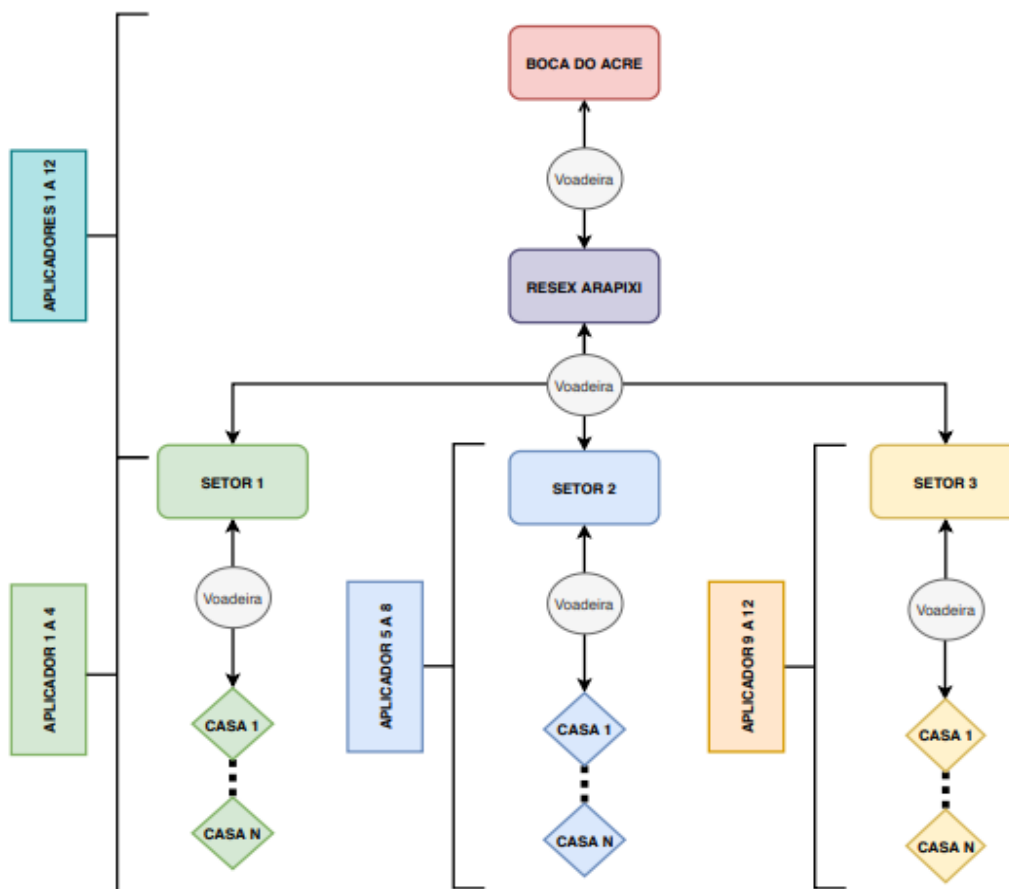 BOCA DO ACRE
Voadeira
APLICADORES 1 A 12
RESEX ARAPIXI
Voadeira
SETOR 1
SETOR 2
SETOR 3
Voadeira
Voadeira
Voadeira
APLICADOR 1 A 4
APLICADOR 5 A 8
APLICADOR 9 A 12
CASA 1
CASA 1
CASA 1
CASA N
CASA N
CASA N